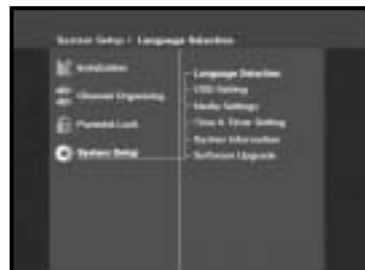 System Setup / Language Selection
Installation
Channel Organising
Parental Lock
System Setup
Language Selection
OSD Setting
Media Settings
Time & Timer Setting
System Information
Software Upgrade